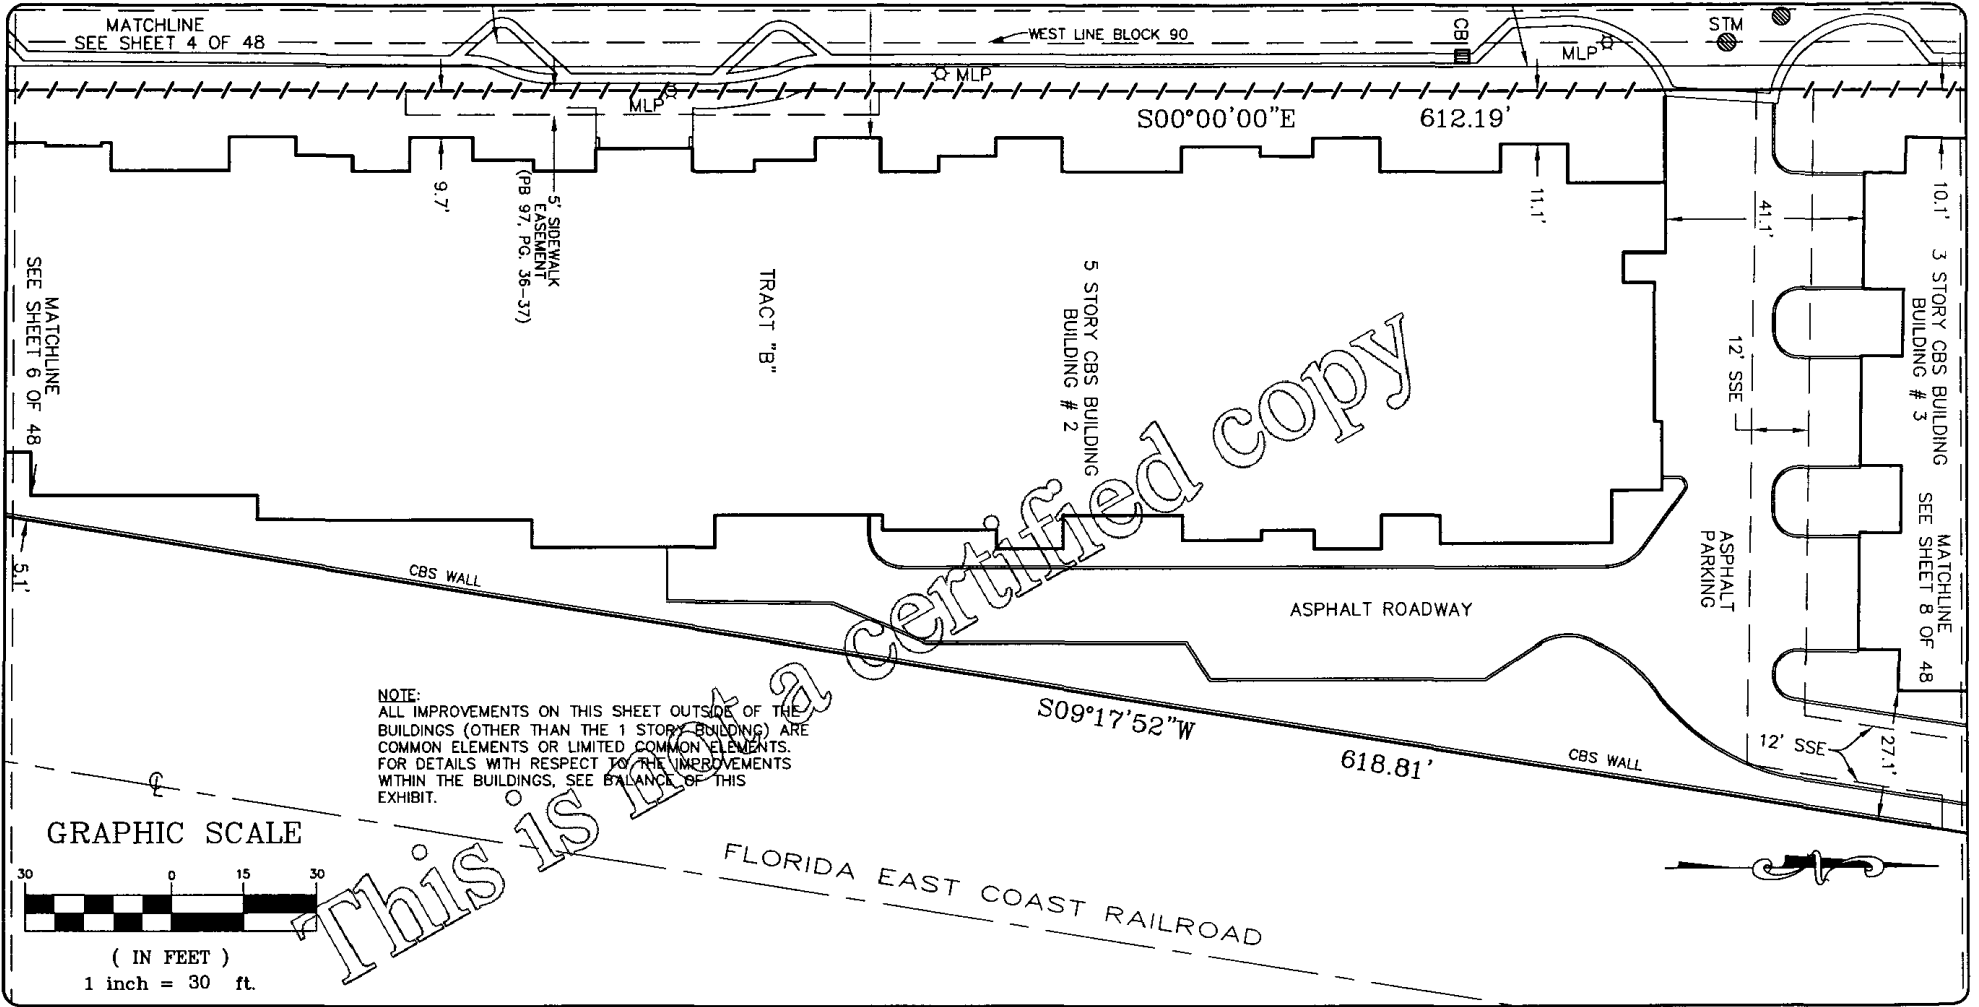 MATCHLINE
SEE SHEET 4 OF 48
WEST LINE BLOCK 90
CB
MLP
STM
MLP
MLP
S00°00'00"E 612.19'
9.7'
5' SIDEWALK
EASEMENT
(PB 97, PG. 36-37)
11.1'
41.1'
10.1'
MATCHLINE
SEE SHEET 6 OF 48
TRACT "B"
5 STORY CBS BUILDING
BUILDING # 2
12' SSE
3 STORY CBS BUILDING
BUILDING # 3
MATCHLINE
SEE SHEET 8 OF 48
ASPHALT
PARKING
5.1'
CBS WALL
ASPHALT ROADWAY
S09°17'52"W
618.81'
CBS WALL
12' SSE
27.1'
NOTE:
ALL IMPROVEMENTS ON THIS SHEET OUTSIDE OF THE
BUILDINGS (OTHER THAN THE 1 STORY BUILDING) ARE
COMMON ELEMENTS OR LIMITED COMMON ELEMENTS.
FOR DETAILS WITH RESPECT TO THE IMPROVEMENTS
WITHIN THE BUILDINGS, SEE BALANCE OF THIS
EXHIBIT.
This is not a certified copy
℄
GRAPHIC SCALE
30 0 15 30
( IN FEET )
1 inch = 30 ft.
FLORIDA EAST COAST RAILROAD
N